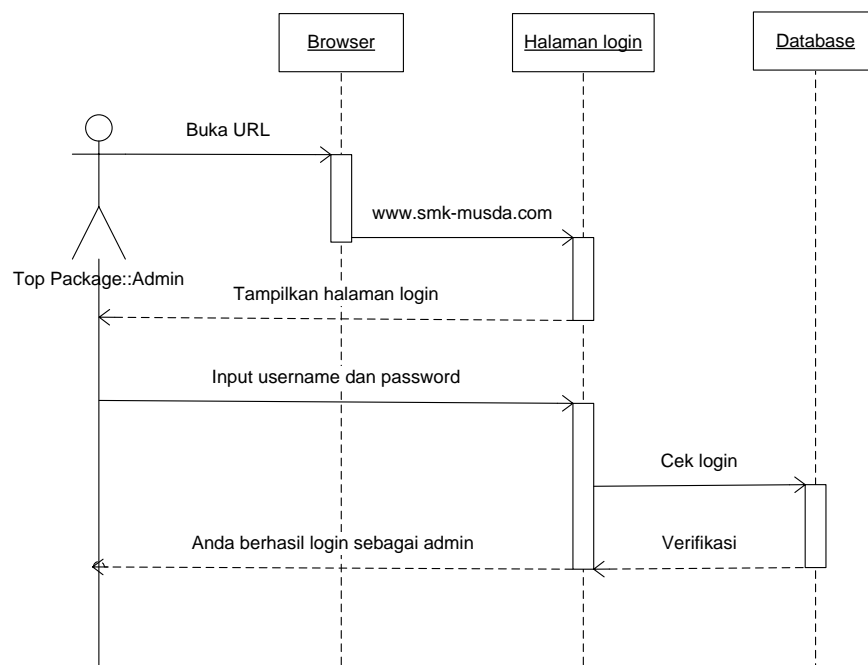 Browser
Halaman login
Database
Buka URL
www.smk-musda.com
Top Package::Admin
Tampilkan halaman login
Input username dan password
Cek login
Anda berhasil login sebagai admin
Verifikasi